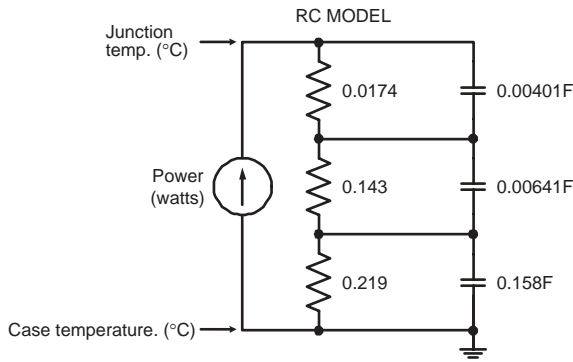 RC MODEL
Junction
temp. (°C)
0.0174
0.00401F
Power
(watts)
0.143
0.00641F
0.219
0.158F
Case temperature. (°C)